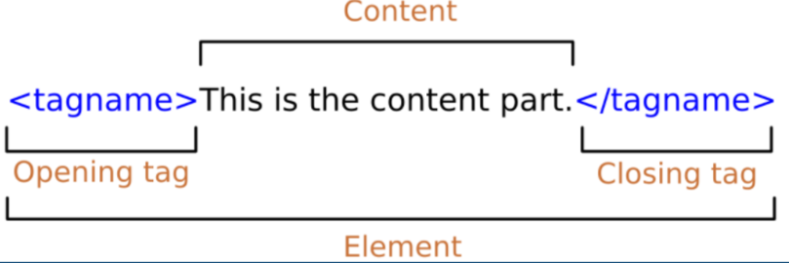 Content
<tagname>This is the content part.</tagname>
Opening tag
Closing tag
Element